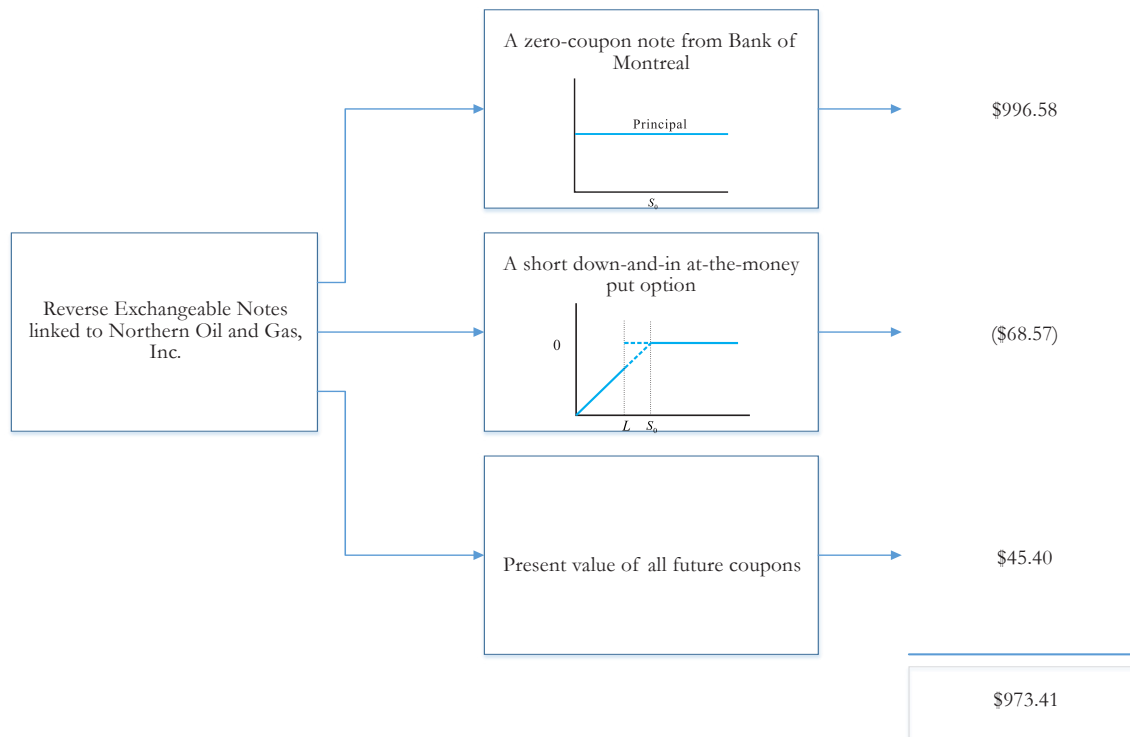 Reverse Exchangeable Notes
linked to Northern Oil and Gas,
Inc.
A zero-coupon note from Bank of
Montreal
Principal
S₀
$996.58
A short down-and-in at-the-money
put option
0
L S₀
($68.57)
Present value of all future coupons
$45.40
$973.41